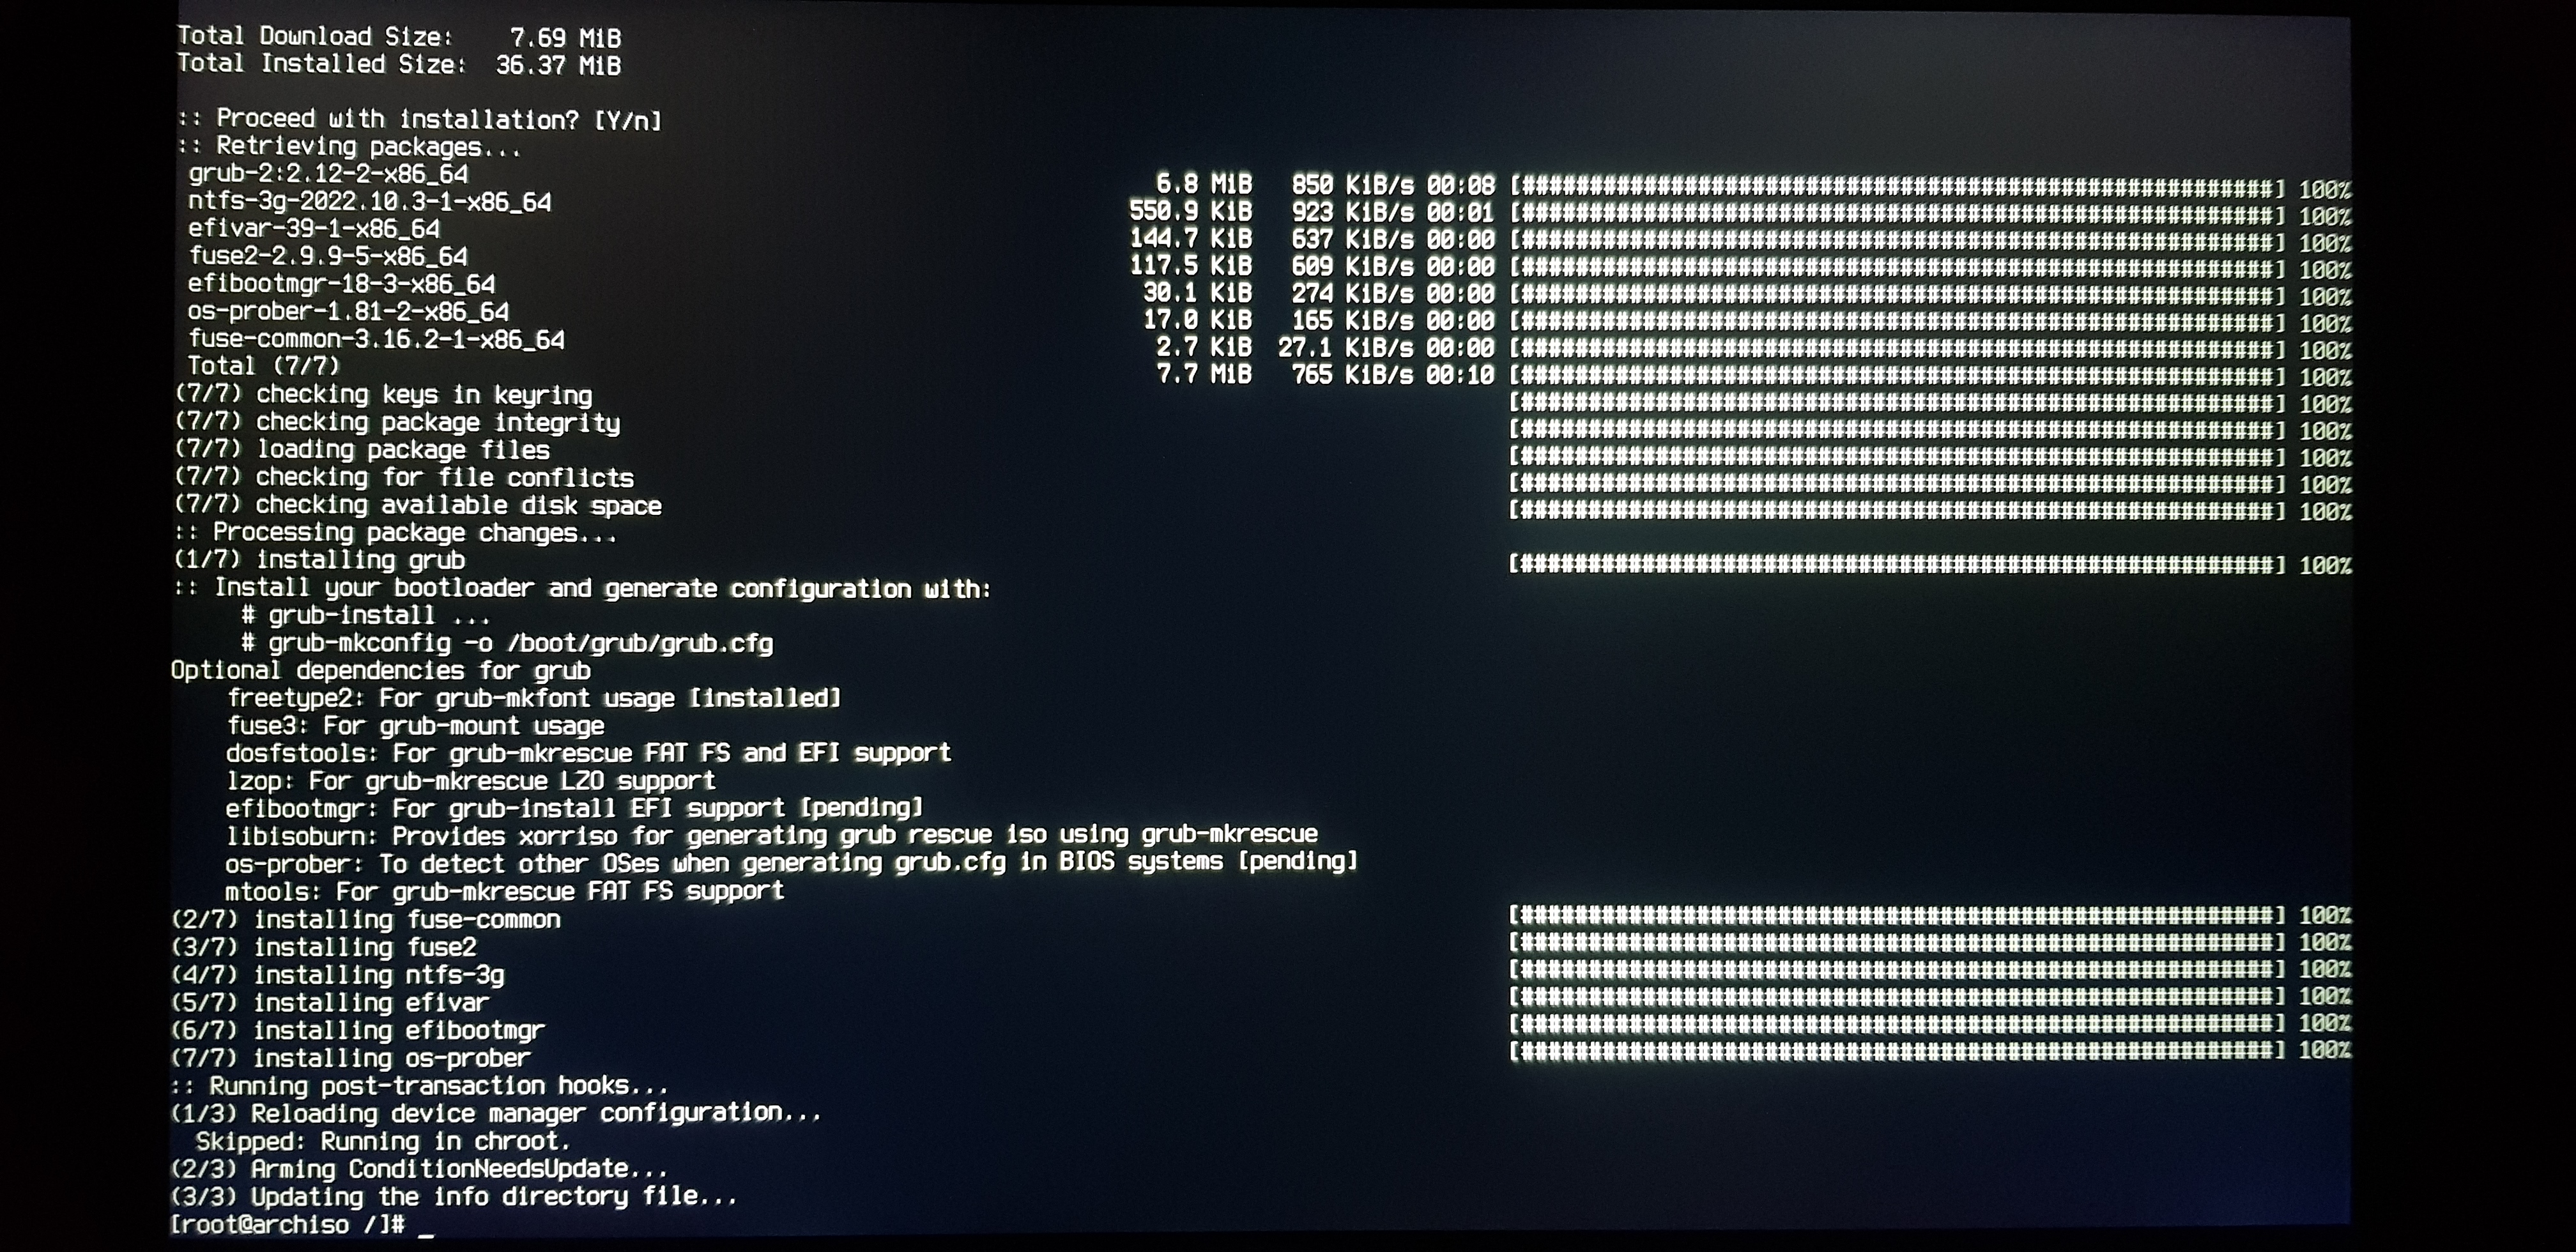 Total Download Size:    7.69 MiB
Total Installed Size:  36.37 MiB
:: Proceed with installation? [Y/n]
:: Retrieving packages...
grub-2:2.12-2-x86_64 6.8 MiB 850 KiB/s 00:08 [########################################################] 100%
ntfs-3g-2022.10.3-1-x86_64 550.9 KiB 923 KiB/s 00:01 [########################################################] 100%
efivar-39-1-x86_64 144.7 KiB 637 KiB/s 00:00 [########################################################] 100%
fuse2-2.9.9-5-x86_64 117.5 KiB 609 KiB/s 00:00 [########################################################] 100%
efibootmgr-18-3-x86_64 30.1 KiB 274 KiB/s 00:00 [########################################################] 100%
os-prober-1.81-2-x86_64 17.0 KiB 165 KiB/s 00:00 [########################################################] 100%
fuse-common-3.16.2-1-x86_64 2.7 KiB 27.1 KiB/s 00:00 [########################################################] 100%
Total (7/7) 7.7 MiB 765 KiB/s 00:10 [########################################################] 100%
(7/7) checking keys in keyring [########################################################] 100%
(7/7) checking package integrity [########################################################] 100%
(7/7) loading package files [########################################################] 100%
(7/7) checking for file conflicts [########################################################] 100%
(7/7) checking available disk space [########################################################] 100%
:: Processing package changes...
(1/7) installing grub [########################################################] 100%
:: Install your bootloader and generate configuration with:
# grub-install ...
# grub-mkconfig -o /boot/grub/grub.cfg
Optional dependencies for grub
freetype2: For grub-mkfont usage [installed]
fuse3: For grub-mount usage
dosfstools: For grub-mkrescue FAT FS and EFI support
lzop: For grub-mkrescue LZO support
efibootmgr: For grub-install EFI support [pending]
libisoburn: Provides xorriso for generating grub rescue iso using grub-mkrescue
os-prober: To detect other OSes when generating grub.cfg in BIOS systems [pending]
mtools: For grub-mkrescue FAT FS support
(2/7) installing fuse-common [########################################################] 100%
(3/7) installing fuse2 [########################################################] 100%
(4/7) installing ntfs-3g [########################################################] 100%
(5/7) installing efivar [########################################################] 100%
(6/7) installing efibootmgr [########################################################] 100%
(7/7) installing os-prober [########################################################] 100%
:: Running post-transaction hooks...
(1/3) Reloading device manager configuration...
Skipped: Running in chroot.
(2/3) Arming ConditionNeedsUpdate...
(3/3) Updating the info directory file...
[root@archiso /]# _